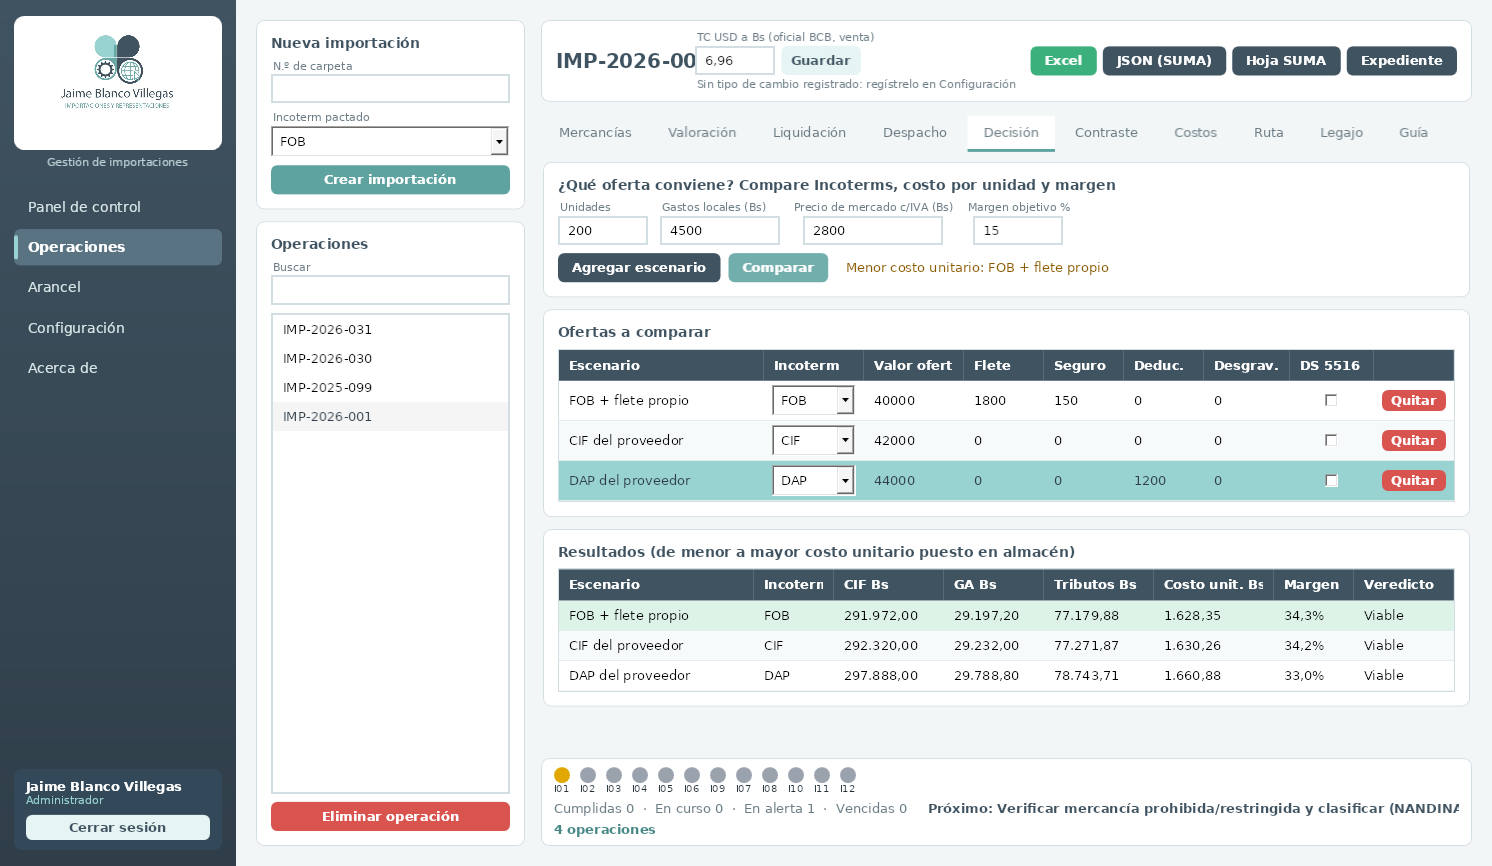 Jaime Blanco Villegas
IMPORTACIONES Y REPRESENTACIONES
Gestión de importaciones
Panel de control
Operaciones
Arancel
Configuración
Acerca de
Jaime Blanco Villegas
Administrador
Cerrar sesión
Nueva importación
N.º de carpeta
Incoterm pactado
FOB
Crear importación
Operaciones
Buscar
IMP-2026-031
IMP-2026-030
IMP-2025-099
IMP-2026-001
Eliminar operación
IMP-2026-00
TC USD a Bs (oficial BCB, venta)
6,96 Guardar
Sin tipo de cambio registrado: regístrelo en Configuración
Excel JSON (SUMA) Hoja SUMA Expediente
Mercancías Valoración Liquidación Despacho Decisión Contraste Costos Ruta Legajo Guía
¿Qué oferta conviene? Compare Incoterms, costo por unidad y margen
Unidades Gastos locales (Bs) Precio de mercado c/IVA (Bs) Margen objetivo %
200 4500 2800 15
Agregar escenario Comparar Menor costo unitario: FOB + flete propio
Ofertas a comparar
Escenario Incoterm Valor ofert Flete Seguro Deduc. Desgrav. DS 5516
FOB + flete propio FOB 40000 1800 150 0 0 Quitar
CIF del proveedor CIF 42000 0 0 0 0 Quitar
DAP del proveedor DAP 44000 0 0 1200 0 Quitar
Resultados (de menor a mayor costo unitario puesto en almacén)
Escenario Incoterm CIF Bs GA Bs Tributos Bs Costo unit. Bs Margen Veredicto
FOB + flete propio FOB 291.972,00 29.197,20 77.179,88 1.628,35 34,3% Viable
CIF del proveedor CIF 292.320,00 29.232,00 77.271,87 1.630,26 34,2% Viable
DAP del proveedor DAP 297.888,00 29.788,80 78.743,71 1.660,88 33,0% Viable
I01 I02 I03 I04 I05 I06 I09 I07 I08 I10 I11 I12
Cumplidas 0 · En curso 0 · En alerta 1 · Vencidas 0 Próximo: Verificar mercancía prohibida/restringida y clasificar (NANDINA
4 operaciones